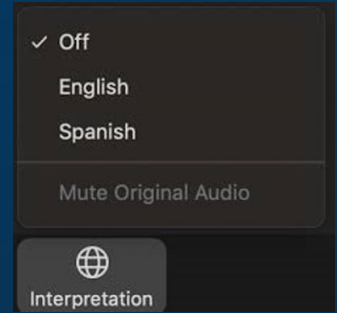 ✓ Off
English
Spanish
Mute Original Audio
Interpretation